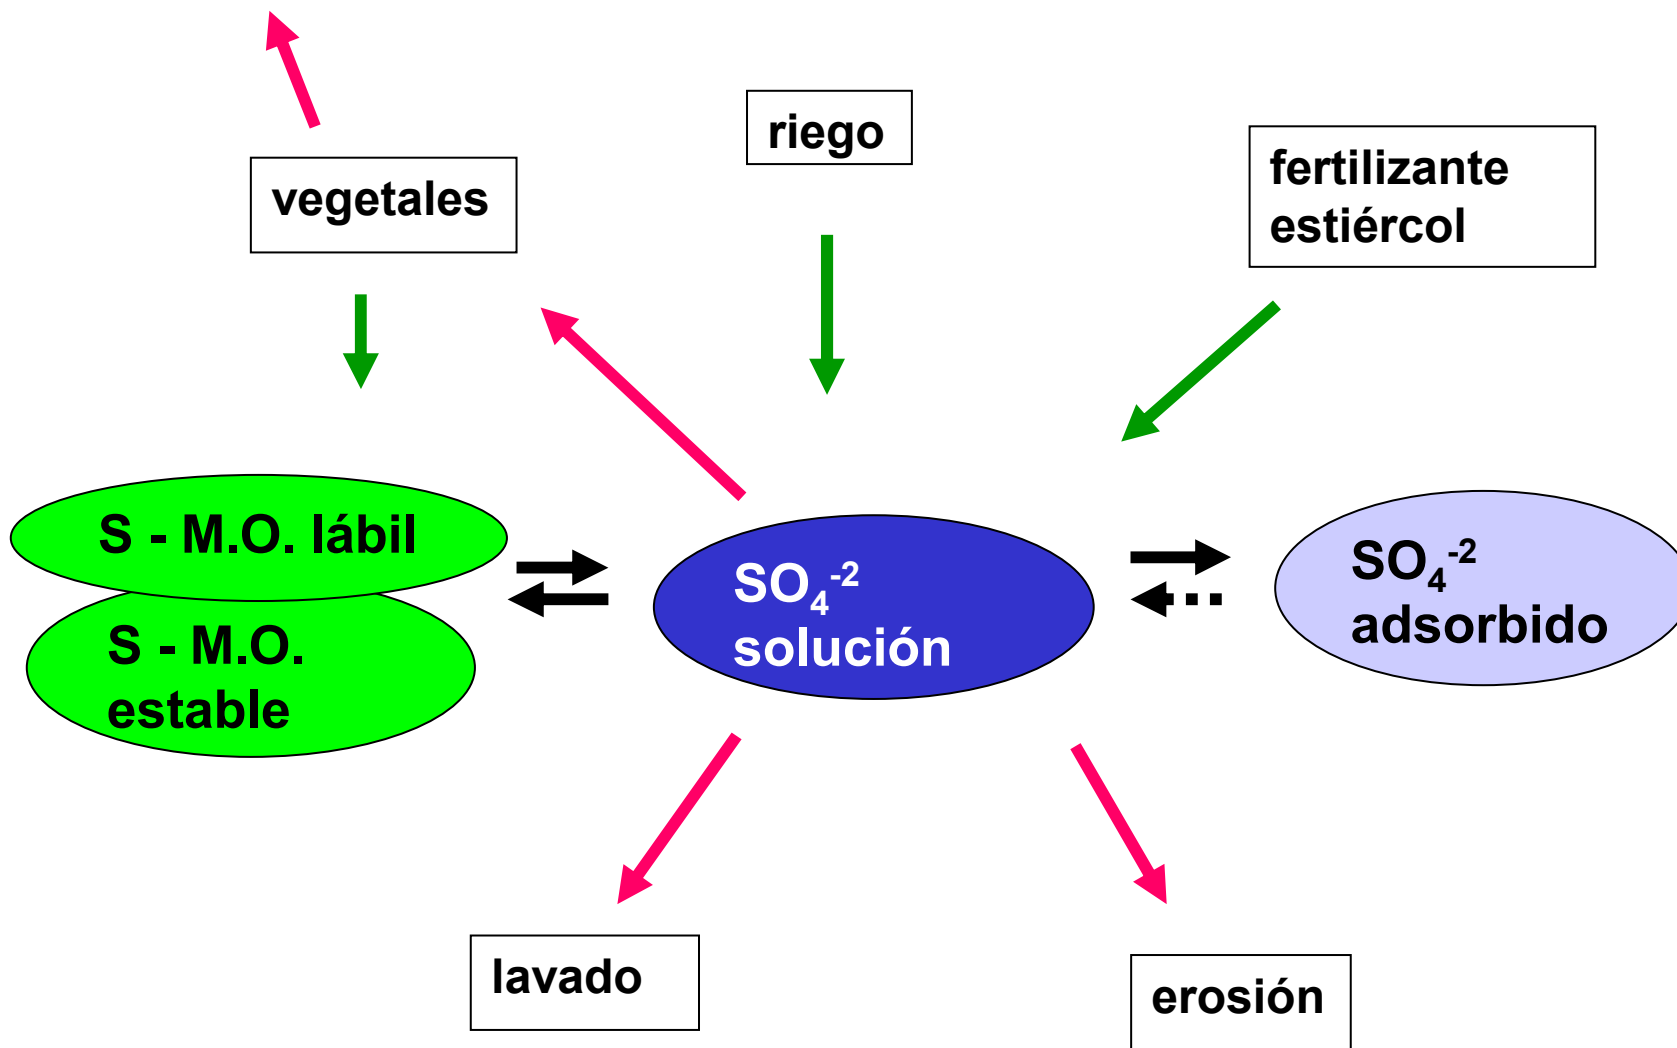 riego
fertilizante
estiércol
vegetales
S - M.O. lábil
S - M.O.
estable
SO₄⁻²
solución
SO₄⁻²
adsorbido
lavado
erosión